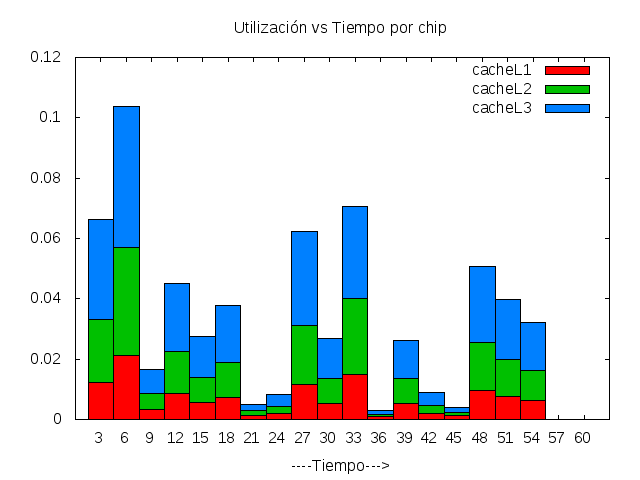 Utilización vs Tiempo por chip
0.12
0.1
0.08
0.06
0.04
0.02
0
cacheL1
cacheL2
cacheL3
3 6 9 12 15 18 21 24 27 30 33 36 39 42 45 48 51 54 57 60
----Tiempo--->